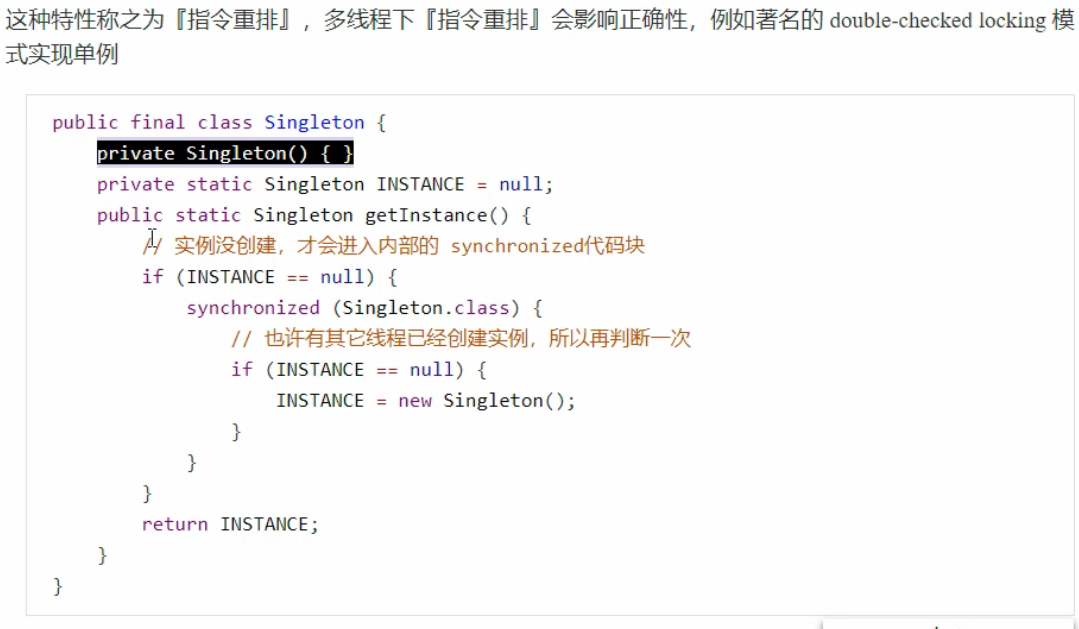 这种特性称之为『指令重排』，多线程下『指令重排』会影响正确性，例如著名的 double-checked locking 模
式实现单例
public final class Singleton {
private Singleton() { }
private static Singleton INSTANCE = null;
public static Singleton getInstance() {
// 实例没创建，才会进入内部的 synchronized代码块
if (INSTANCE == null) {
synchronized (Singleton.class) {
// 也许有其它线程已经创建实例，所以再判断一次
if (INSTANCE == null) {
INSTANCE = new Singleton();
}
}
}
return INSTANCE;
}
}